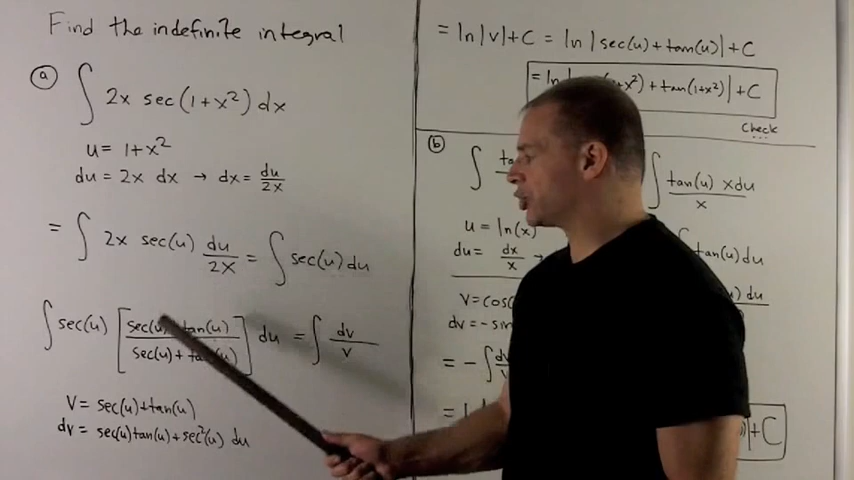 Find the indefinite integral
ⓐ ∫ 2x sec(1+x²) dx
u = 1+x²
du = 2x dx → dx = du/2x
= ∫ 2x sec(u) du/2x = ∫ sec(u) du
∫ sec(u) [sec(u) tan(u) / sec(u) + tan(u)] du = ∫ dv/v
V = sec(u)+tan(u)
dv = sec(u)tan(u) + sec²(u) du
= ln|v|+C = ln|sec(u)+tan(u)|+C
= ln +x²) + tan(1+x²)| + C
Check
ⓑ ∫ ta ∫ tan(u) x du / x
u = ln(x)
du = dx/x → ∫ tan(u) du
V = cos( ) du
dv = -sin
= -∫ dv/v
= | +C